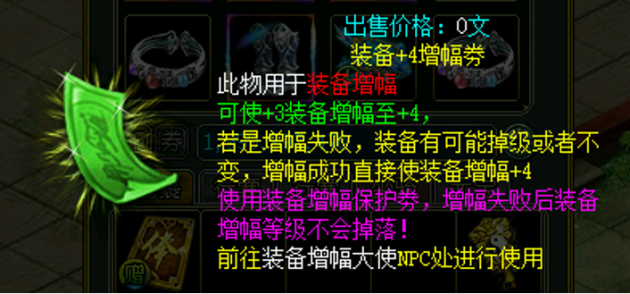 出售价格：0文
装备+4增幅劵
此物用于装备增幅
可使+3装备增幅至+4，
若是增幅失败，装备有可能掉级或者不
变，增幅成功直接使装备增幅+4
使用装备增幅保护劵，增幅失败后装备
增幅等级不会掉落！
前往装备增幅大使NPC处进行使用
赠